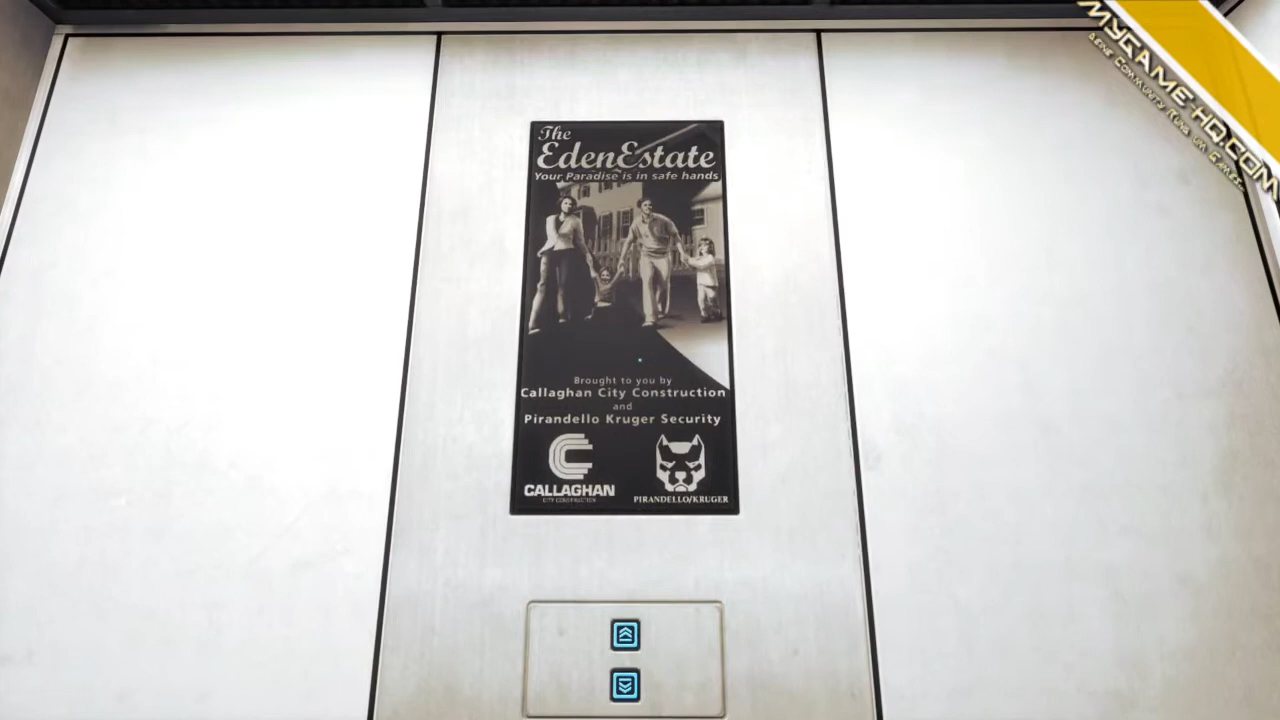 The
EdenEstate
Your Paradise is in safe hands
Brought to you by
Callaghan City Construction
and
Pirandello Kruger Security
CALLAGHAN
CITY CONSTRUCTION
PIRANDELLO/KRUGER
MYGAME-HQ.COM